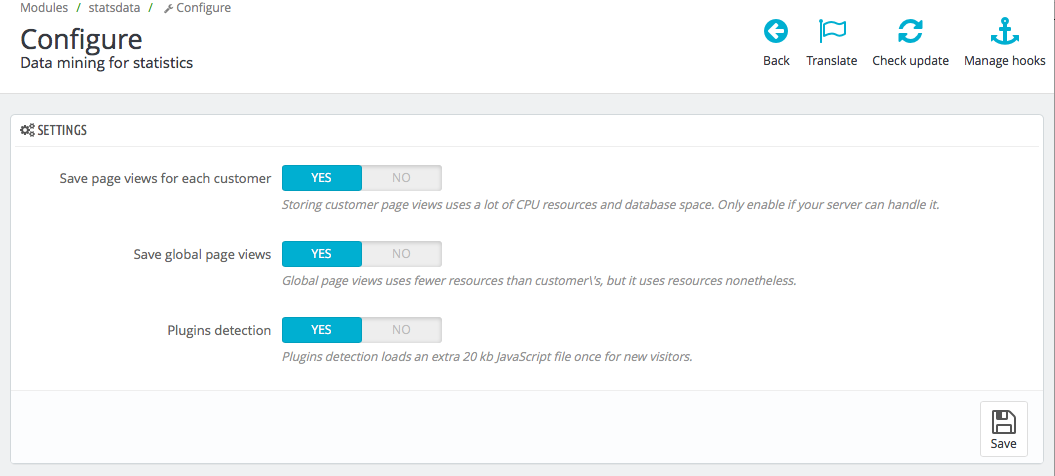 Modules / statsdata / Configure
Configure
Data mining for statistics
Back Translate Check update Manage hooks
SETTINGS
Save page views for each customer YES NO
Storing customer page views uses a lot of CPU resources and database space. Only enable if your server can handle it.
Save global page views YES NO
Global page views uses fewer resources than customer\'s, but it uses resources nonetheless.
Plugins detection YES NO
Plugins detection loads an extra 20 kb JavaScript file once for new visitors.
Save